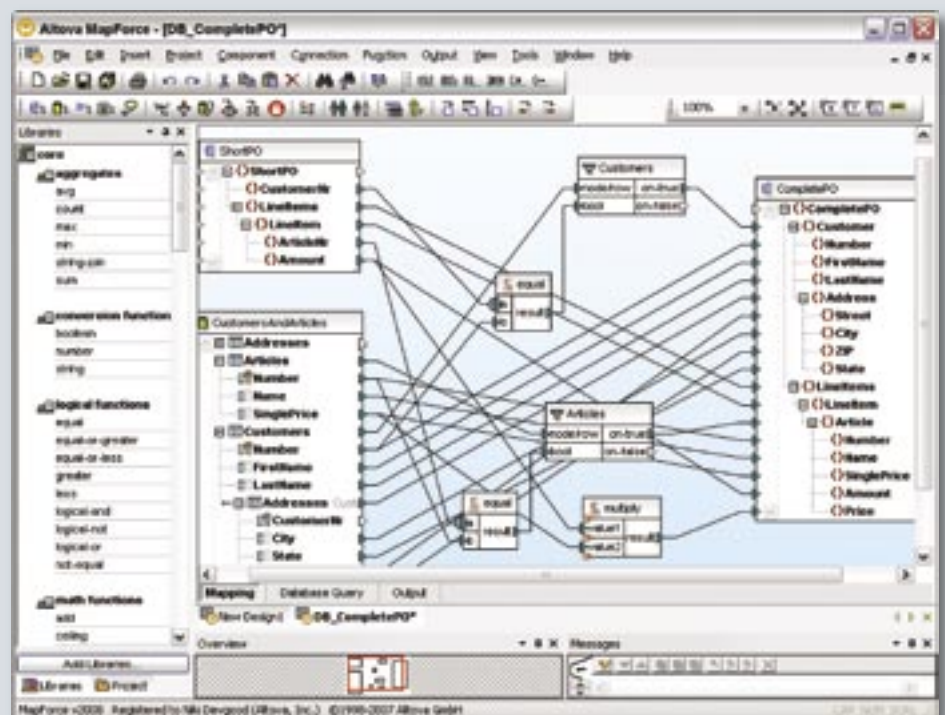 Altova MapForce - [DB_CompletePO*]
File Edit Insert Project Component Connection Function Output View Tools Window Help
100%
Libraries
core
aggregates
avg
count
max
min
string-join
sum
conversion function
boolean
number
string
logical functions
equal
equal-or-greater
equal-or-less
greater
less
logical-and
logical-not
logical-or
not-equal
math functions
add
ceiling
Add Libraries...
Libraries Project
ShortPO
ShortPO
CustomerNr
LineItems
LineItem
ArticleNr
Amount
CustomersAndArticles
Addresses
Articles
Number
Name
SinglePrice
Customers
Number
FirstName
LastName
Addresses
CustomerNr
City
State
Customers
node/row on-true
bool on-false
equal
a
b
result
Articles
node/row on-true
bool on-false
equal
a
b
result
multiply
value1
value2
result
CompletePO
CompletePO
Customer
Number
FirstName
LastName
Address
Street
City
ZIP
State
LineItems
LineItem
Article
Number
Name
SinglePrice
Amount
Price
Mapping Database Query Output
New Design1 DB_CompletePO*
Overview
Messages
MapForce v2008 Registered to Nik Devgood (Altova, Inc.) ©1998-2007 Altova GmbH
CAP NUM SCRL